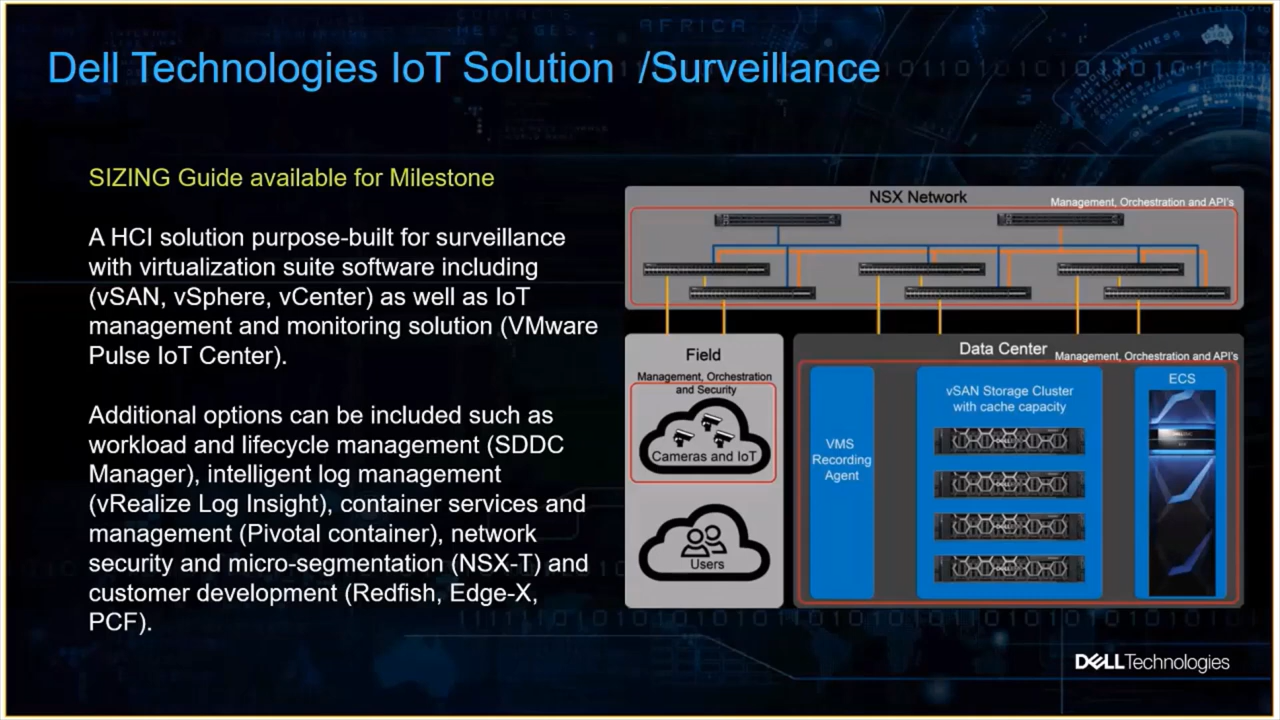 Dell Technologies IoT Solution /Surveillance
SIZING Guide available for Milestone
A HCI solution purpose-built for surveillance
with virtualization suite software including
(vSAN, vSphere, vCenter) as well as IoT
management and monitoring solution (VMware
Pulse IoT Center).
Additional options can be included such as
workload and lifecycle management (SDDC
Manager), intelligent log management
(vRealize Log Insight), container services and
management (Pivotal container), network
security and micro-segmentation (NSX-T) and
customer development (Redfish, Edge-X,
PCF).
NSX Network
Management, Orchestration and API's
Field
Management, Orchestration
and Security
Cameras and IoT
Users
Data Center
Management, Orchestration and API's
VMS
Recording
Agent
vSAN Storage Cluster
with cache capacity
ECS
DELLTechnologies
AFRICA
BUSINESS